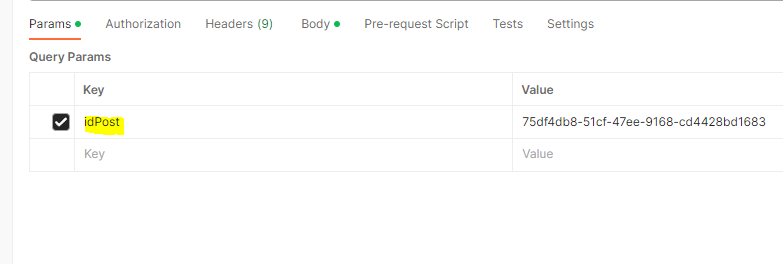 Params Authorization Headers (9) Body Pre-request Script Tests Settings
Query Params
Key Value
idPost 75df4db8-51cf-47ee-9168-cd4428bd1683
Key Value